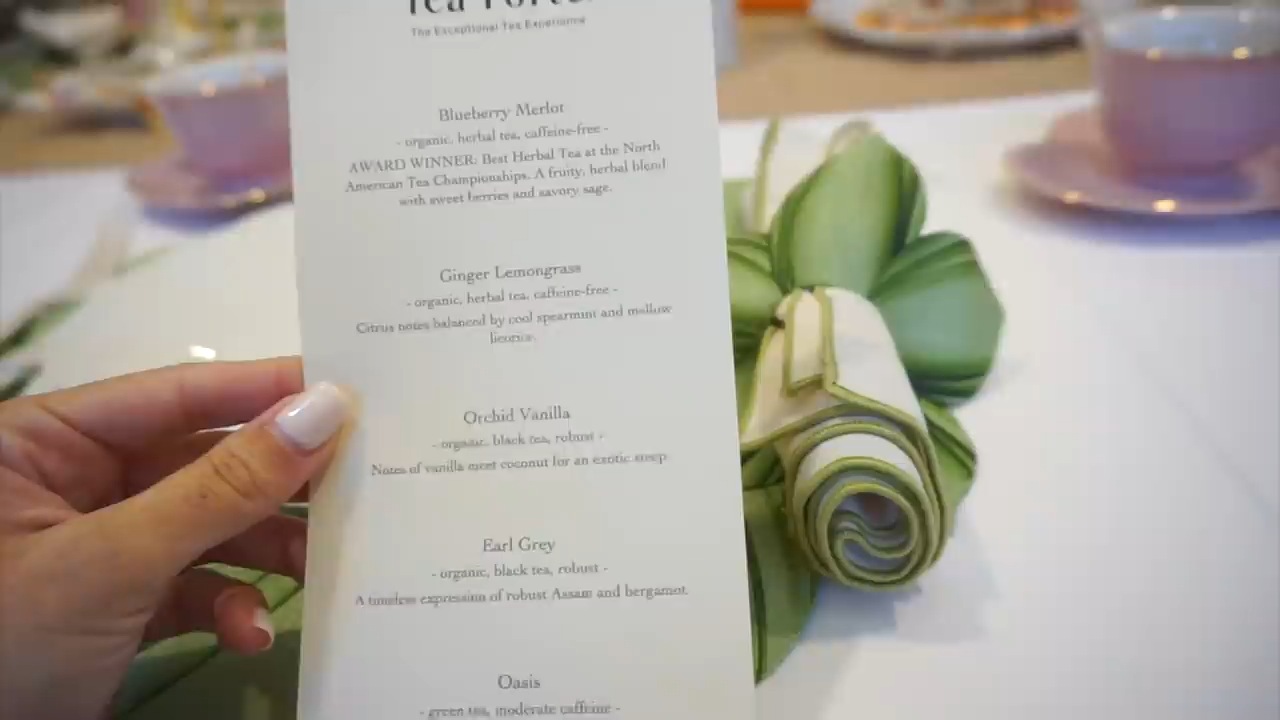 Tea Forté
The Exceptional Tea Experience
Blueberry Merlot
- organic, herbal tea, caffeine-free -
AWARD WINNER: Best Herbal Tea at the North
American Tea Championships. A fruity, herbal blend
with sweet berries and savory sage.
Ginger Lemongrass
- organic, herbal tea, caffeine-free -
Citrus notes balanced by cool spearmint and mellow
licorice.
Orchid Vanilla
- organic, black tea, robust -
Notes of vanilla meet coconut for an exotic steep
Earl Grey
- organic, black tea, robust -
A timeless expression of robust Assam and bergamot.
Oasis
- green tea, moderate caffeine -